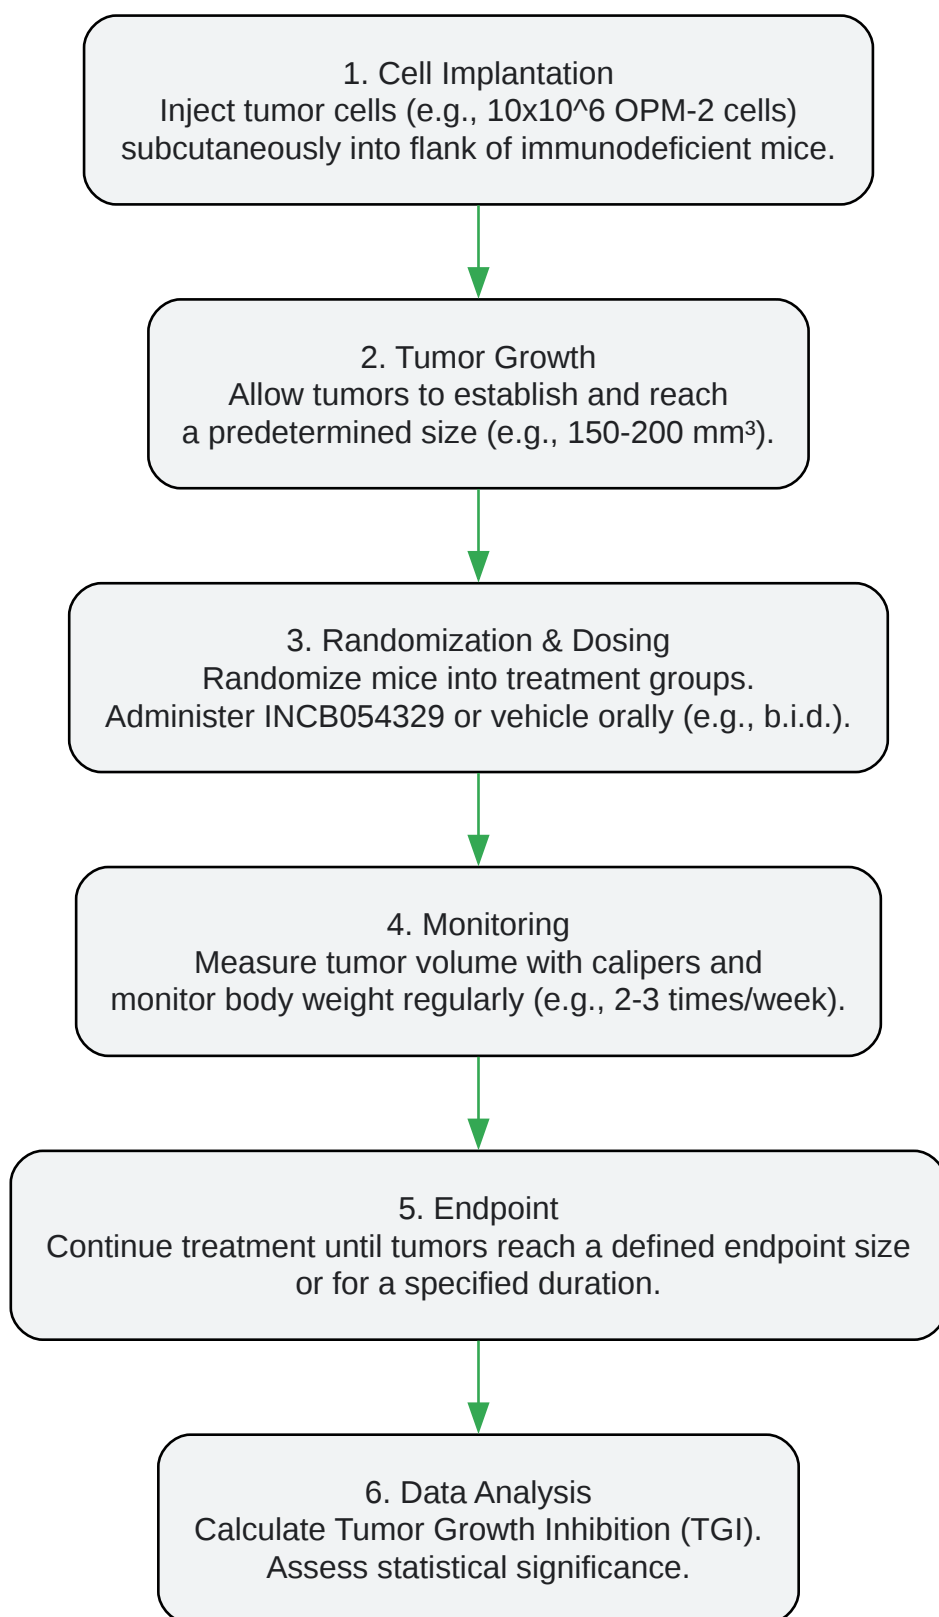 1. Cell Implantation
Inject tumor cells (e.g., 10x10^6 OPM-2 cells)
subcutaneously into flank of immunodeficient mice.
2. Tumor Growth
Allow tumors to establish and reach
a predetermined size (e.g., 150-200 mm³).
3. Randomization & Dosing
Randomize mice into treatment groups.
Administer INCB054329 or vehicle orally (e.g., b.i.d.).
4. Monitoring
Measure tumor volume with calipers and
monitor body weight regularly (e.g., 2-3 times/week).
5. Endpoint
Continue treatment until tumors reach a defined endpoint size
or for a specified duration.
6. Data Analysis
Calculate Tumor Growth Inhibition (TGI).
Assess statistical significance.